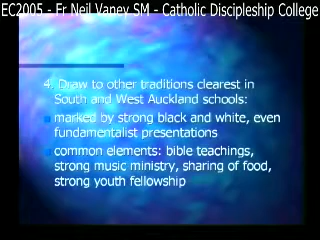 EC2005 - Fr Neil Vaney SM - Catholic Discipleship College
4. Draw to other traditions clearest in
South and West Auckland schools:
marked by strong black and white, even
fundamentalist presentations
common elements: bible teachings,
strong music ministry, sharing of food,
strong youth fellowship